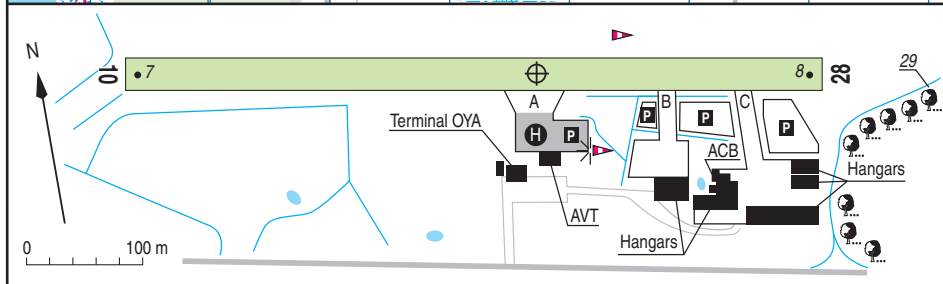 N
10
7
8
28
29
A
B
C
P
P
P
H
P
Terminal OYA
ACB
Hangars
AVT
Hangars
0
100 m